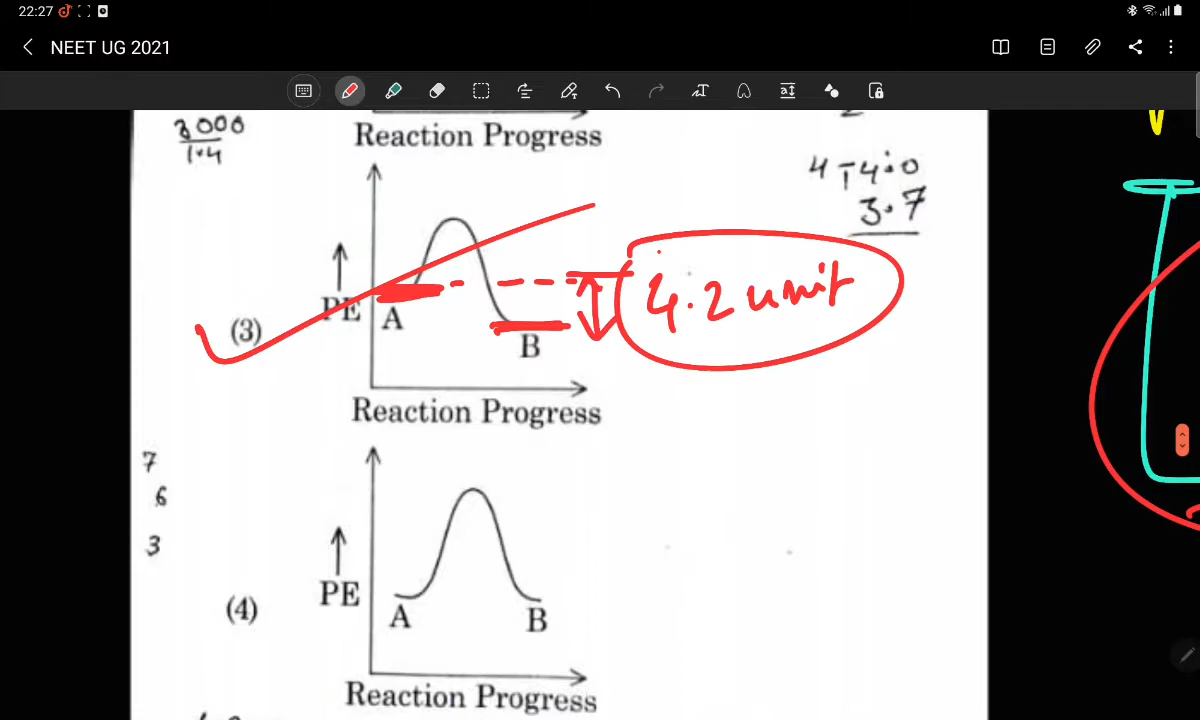 22:27
NEET UG 2021
3000
1.4
Reaction Progress
4 - 4.0
3.7
PE
A
(3)
B
4.2 unit
Reaction Progress
7
6
3
PE
A
B
(4)
Reaction Progress